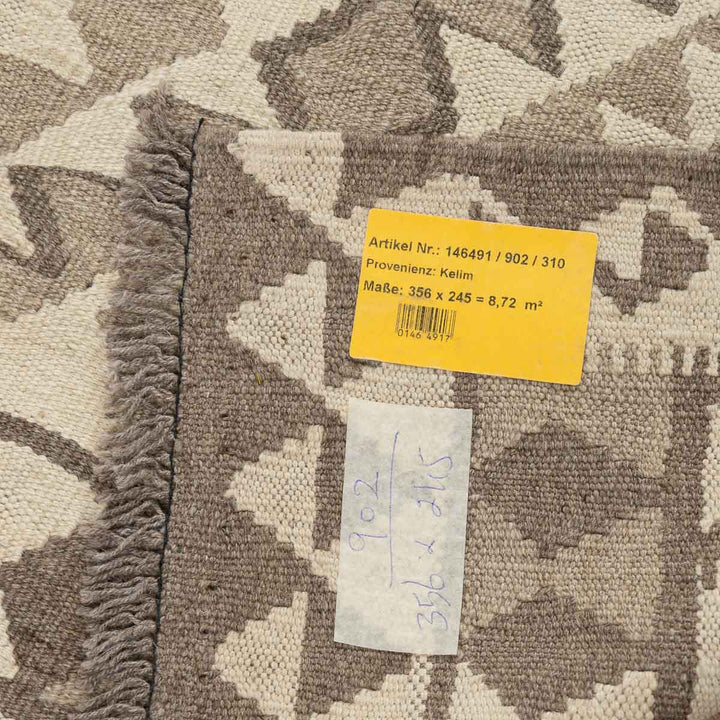 Artikel Nr.: 146491 / 902 / 310
Provenienz: Kelim
Maße: 356 x 245 = 8,72 m²
0146 4917
902
356 x 245